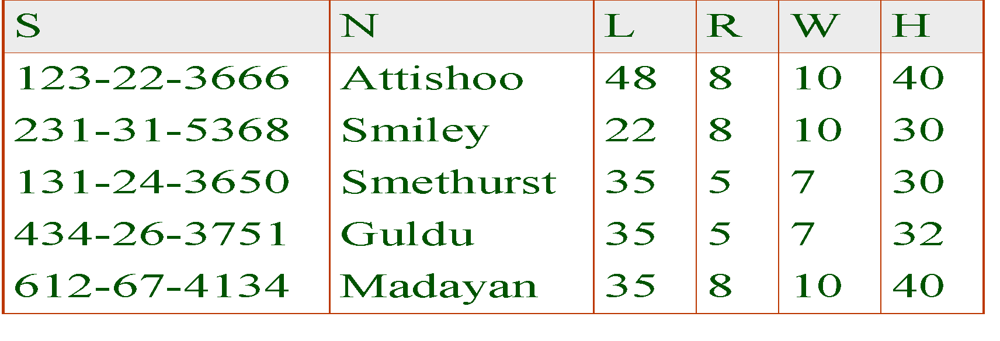 S N L R W H
123-22-3666 Attishoo 48 8 10 40
231-31-5368 Smiley 22 8 10 30
131-24-3650 Smethurst 35 5 7 30
434-26-3751 Guldu 35 5 7 32
612-67-4134 Madayan 35 8 10 40